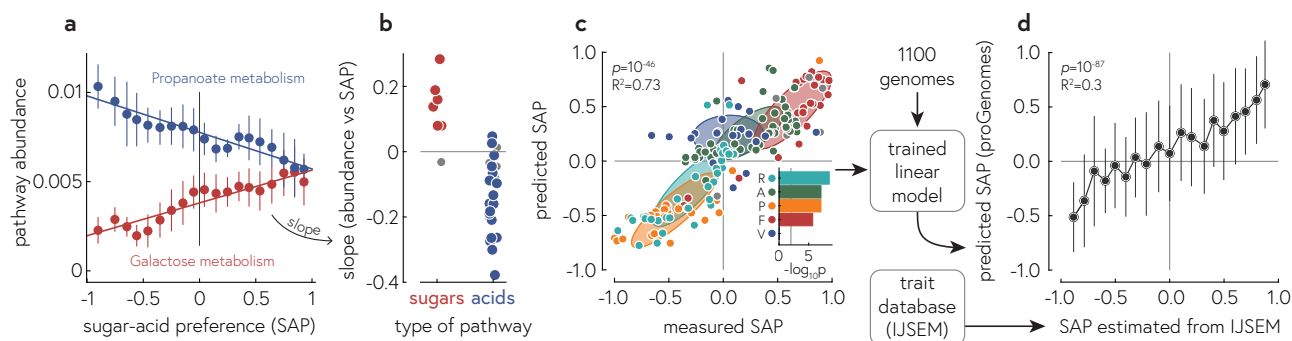 a
pathway abundance
0.01
0.005
0
Propanoate metabolism
Galactose metabolism
slope
-1
-0.5
0
0.5
1
sugar-acid preference (SAP)
b
slope (abundance vs SAP)
0.2
0
-0.2
-0.4
sugars acids
type of pathway
c
predicted SAP
1.0
0.5
0.0
-0.5
-1.0
p=10-46
R2=0.73
R
A
P
F
V
0 5
-log10p
-1.0
-0.5
0.0
0.5
1.0
measured SAP
1100
genomes
trained
linear
model
trait
database
(IJSEM)
d
predicted SAP (proGenomes)
1.0
0.5
0.0
-0.5
-1.0
p=10-87
R2=0.3
-1.0
-0.5
0.0
0.5
1.0
SAP estimated from IJSEM